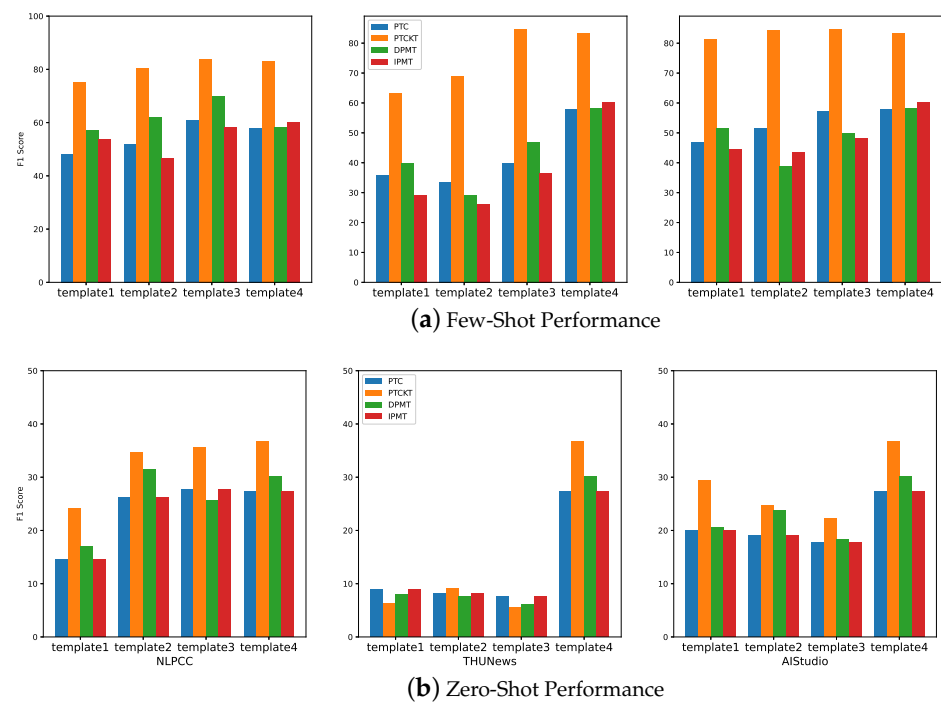 100
80
60
40
20
0
F1 Score
template1 template2 template3 template4
80
70
60
50
40
30
20
10
0
PTC
PTCKT
DPMT
IPMT
template1 template2 template3 template4
80
70
60
50
40
30
20
10
0
template1 template2 template3 template4
(a) Few-Shot Performance
50
40
30
20
10
0
F1 Score
template1 template2 template3 template4
NLPCC
50
40
30
20
10
0
PTC
PTCKT
DPMT
IPMT
template1 template2 template3 template4
THUNews
50
40
30
20
10
0
template1 template2 template3 template4
AIStudio
(b) Zero-Shot Performance